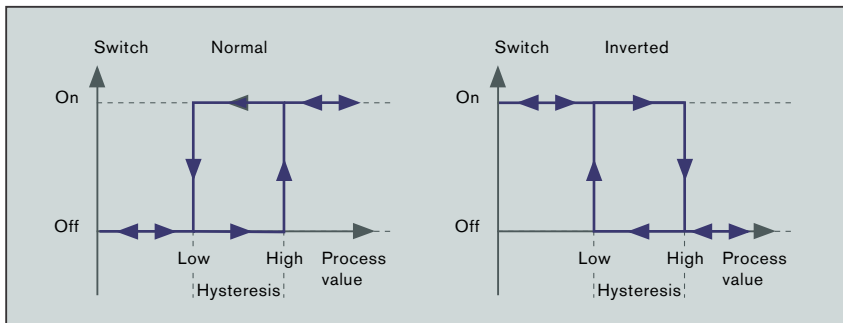 Switch Normal
On
Off
Low High Process
value
Hysteresis
Switch Inverted
On
Off
Low High Process
value
Hysteresis